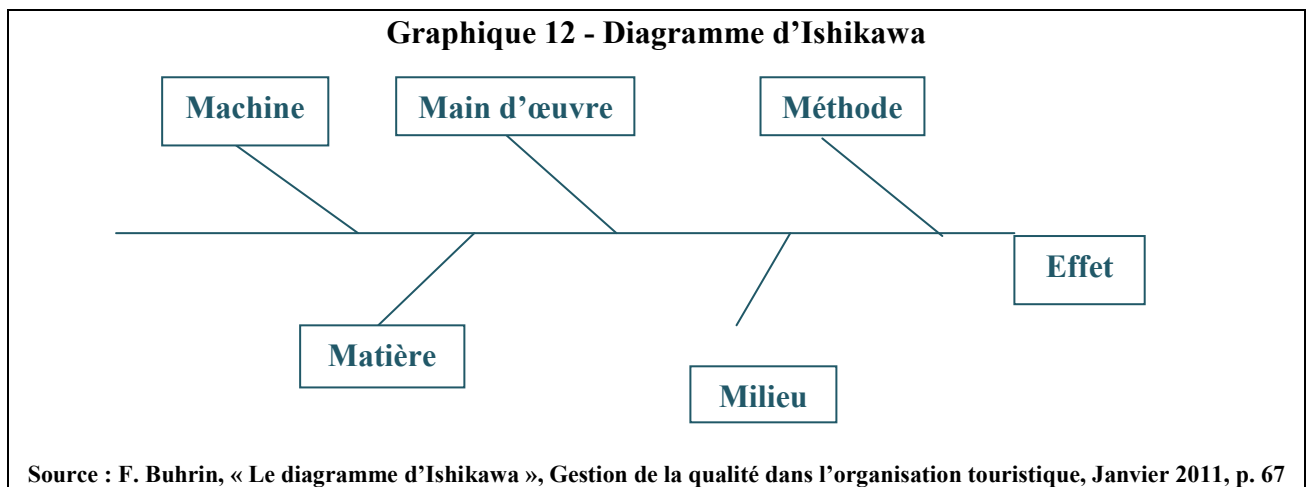 Graphique 12 - Diagramme d’Ishikawa
Machine
Main d’œuvre
Méthode
Effet
Matière
Milieu
Source : F. Buhrin, « Le diagramme d’Ishikawa », Gestion de la qualité dans l’organisation touristique, Janvier 2011, p. 67